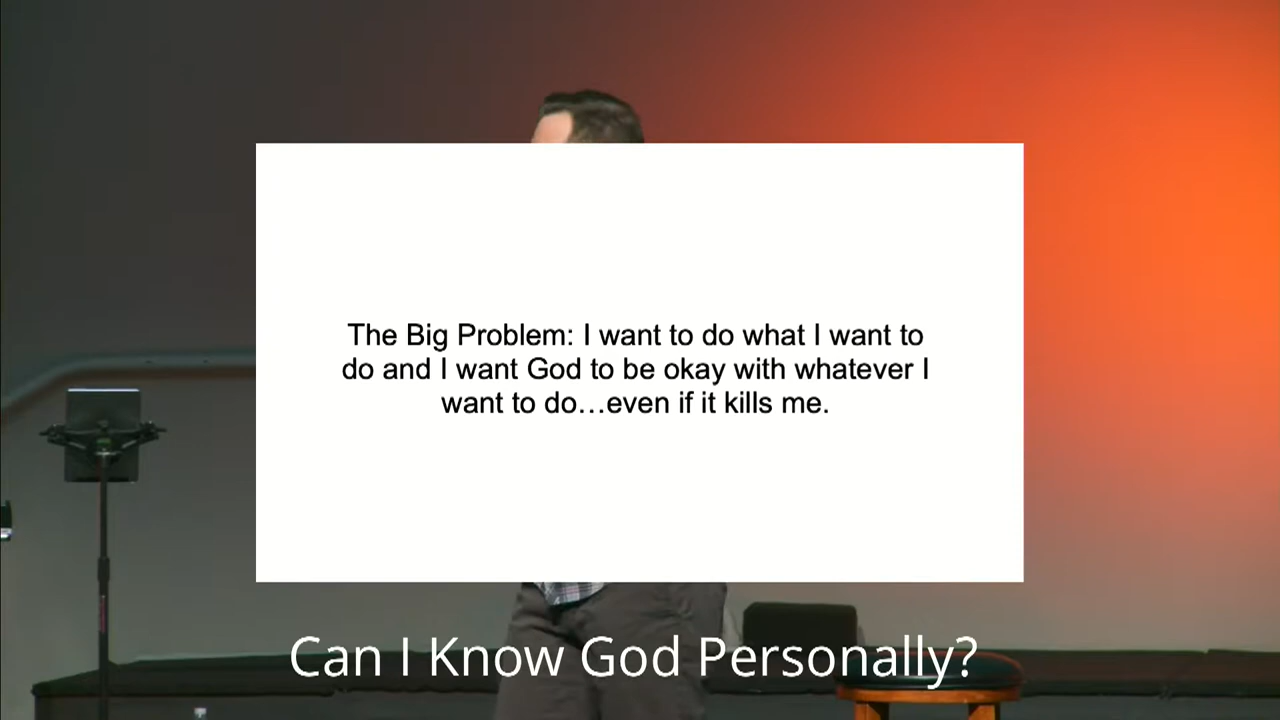 The Big Problem: I want to do what I want to
do and I want God to be okay with whatever I
want to do…even if it kills me.
Can I Know God Personally?